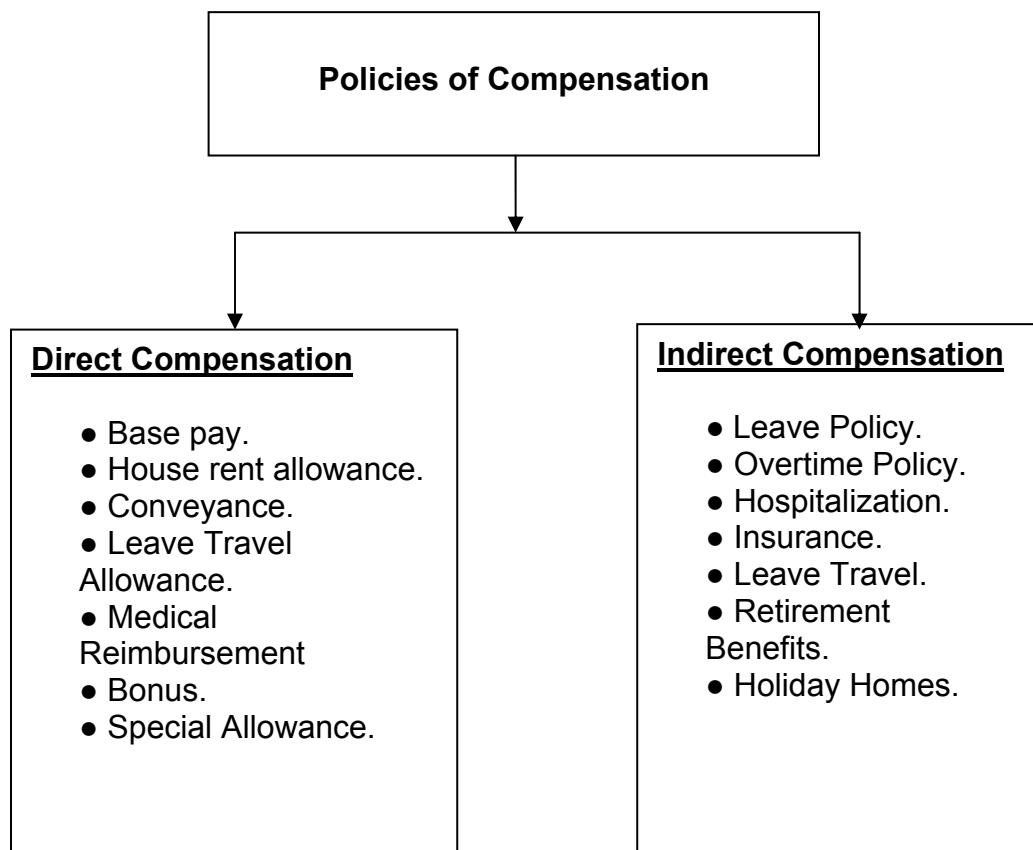 Policies of Compensation
Direct Compensation
● Base pay.
● House rent allowance.
● Conveyance.
● Leave Travel
Allowance.
● Medical
Reimbursement
● Bonus.
● Special Allowance.
Indirect Compensation
● Leave Policy.
● Overtime Policy.
● Hospitalization.
● Insurance.
● Leave Travel.
● Retirement
Benefits.
● Holiday Homes.